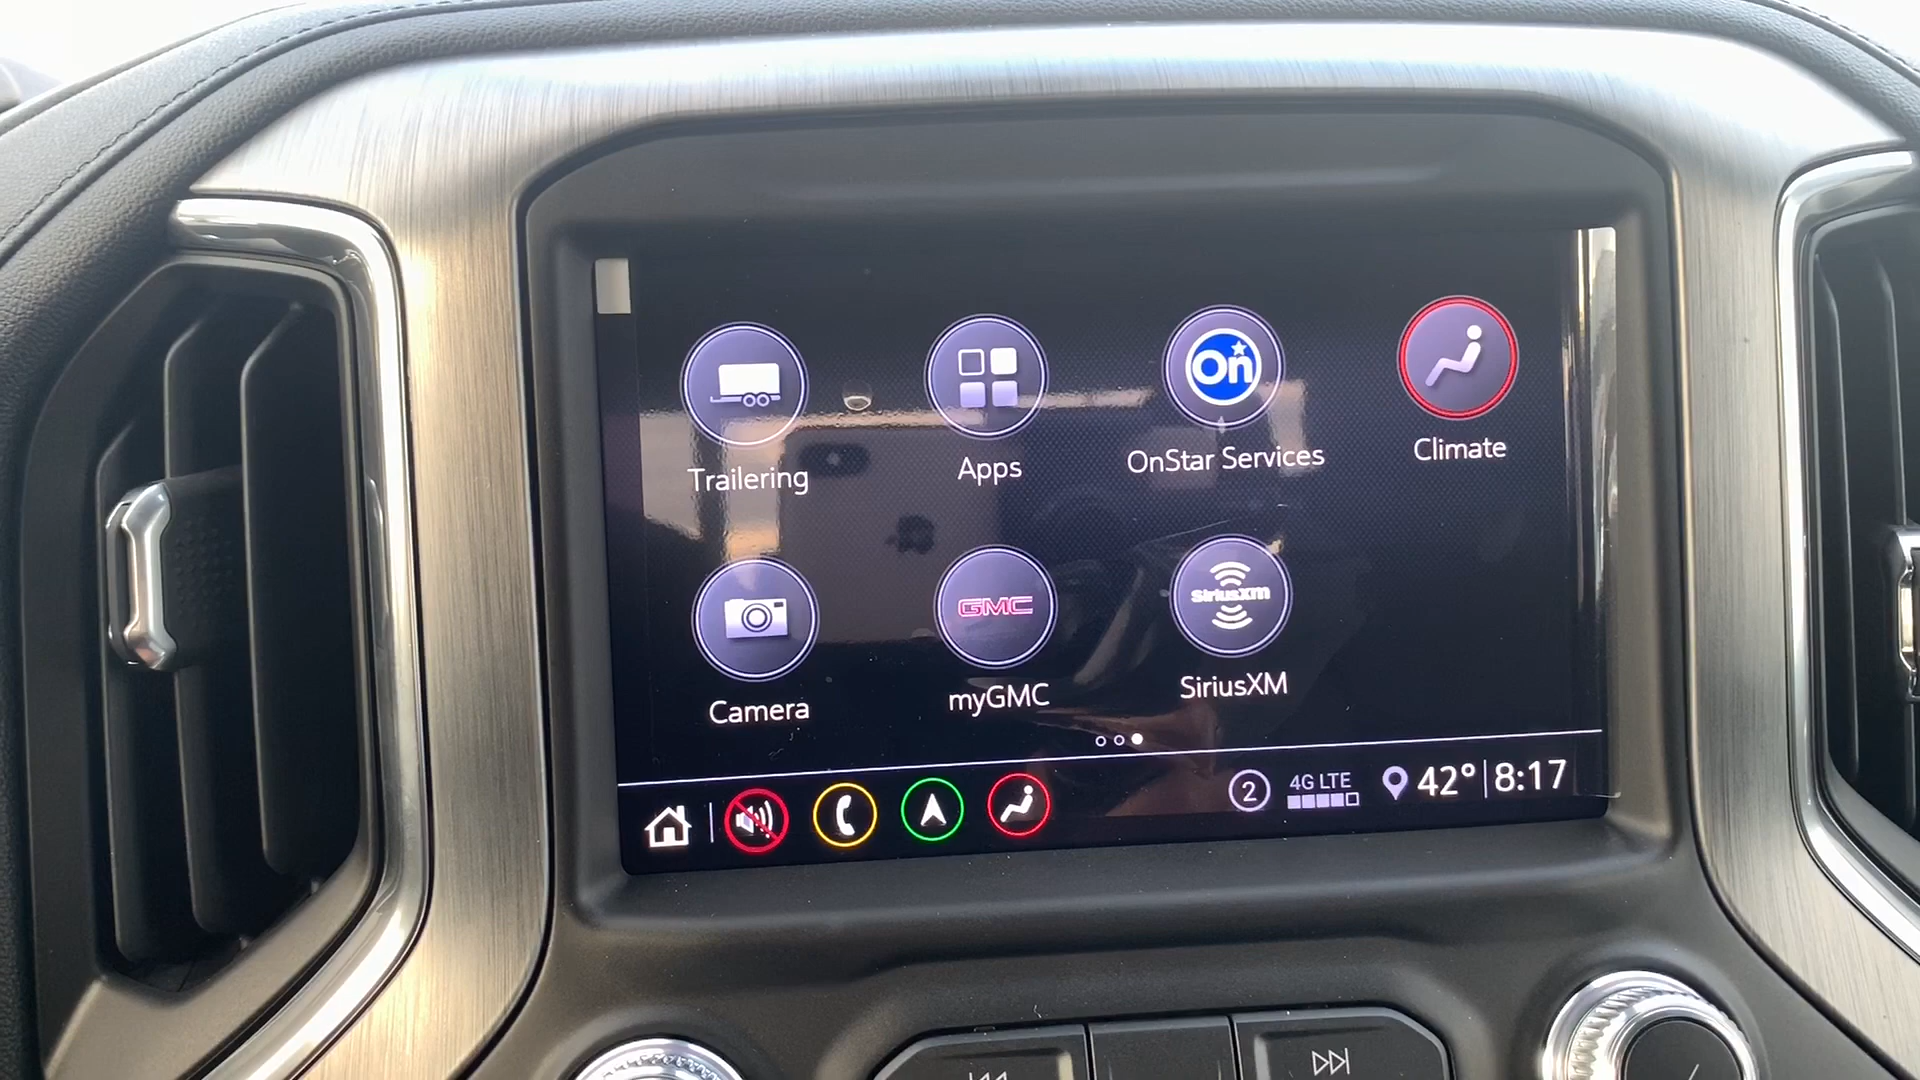 Trailering
Apps
On
OnStar Services
Climate
Camera
GMC
myGMC
SiriusXM
SiriusXM
2
4G LTE
42° 8:17